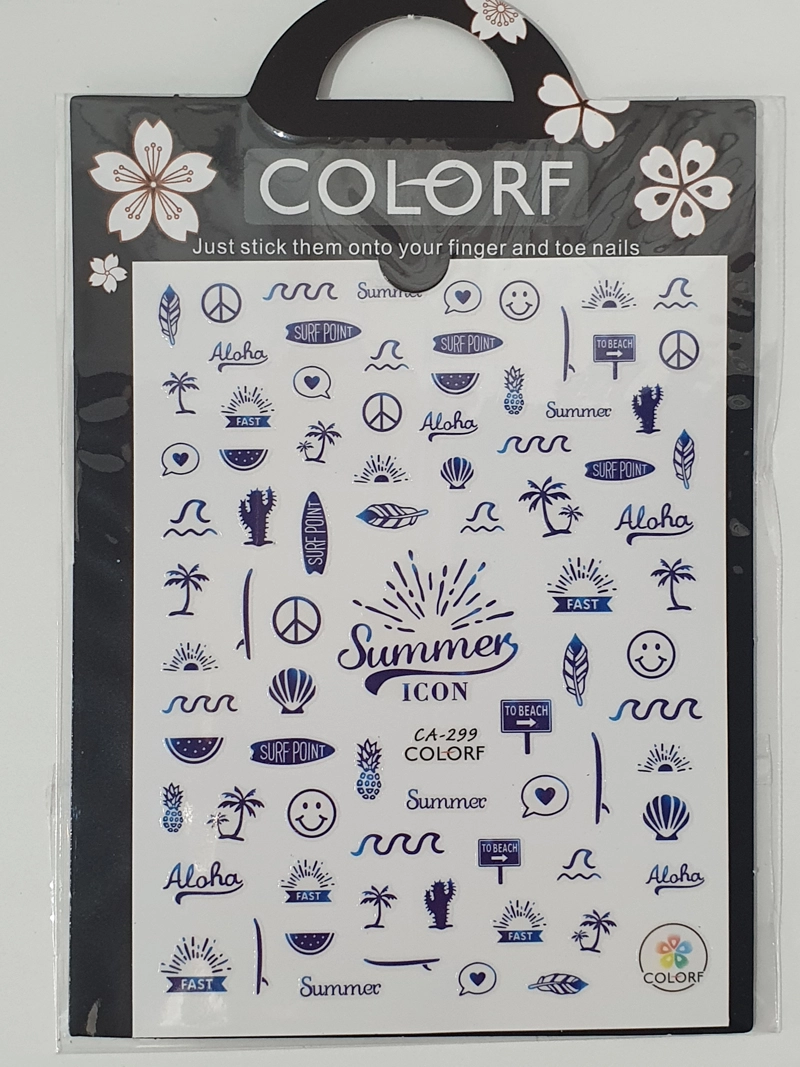 COLORF
Just stick them onto your finger and toe nails
Summer
SURF POINT
SURF POINT
TO BEACH
Aloha
FAST
Aloha
Summer
SURF POINT
SURF POINT
Aloha
FAST
Summer
ICON
TO BEACH
CA-299
COLORF
SURF POINT
Summer
TO BEACH
Aloha
FAST
Aloha
FAST
FAST
Summer
COLORF